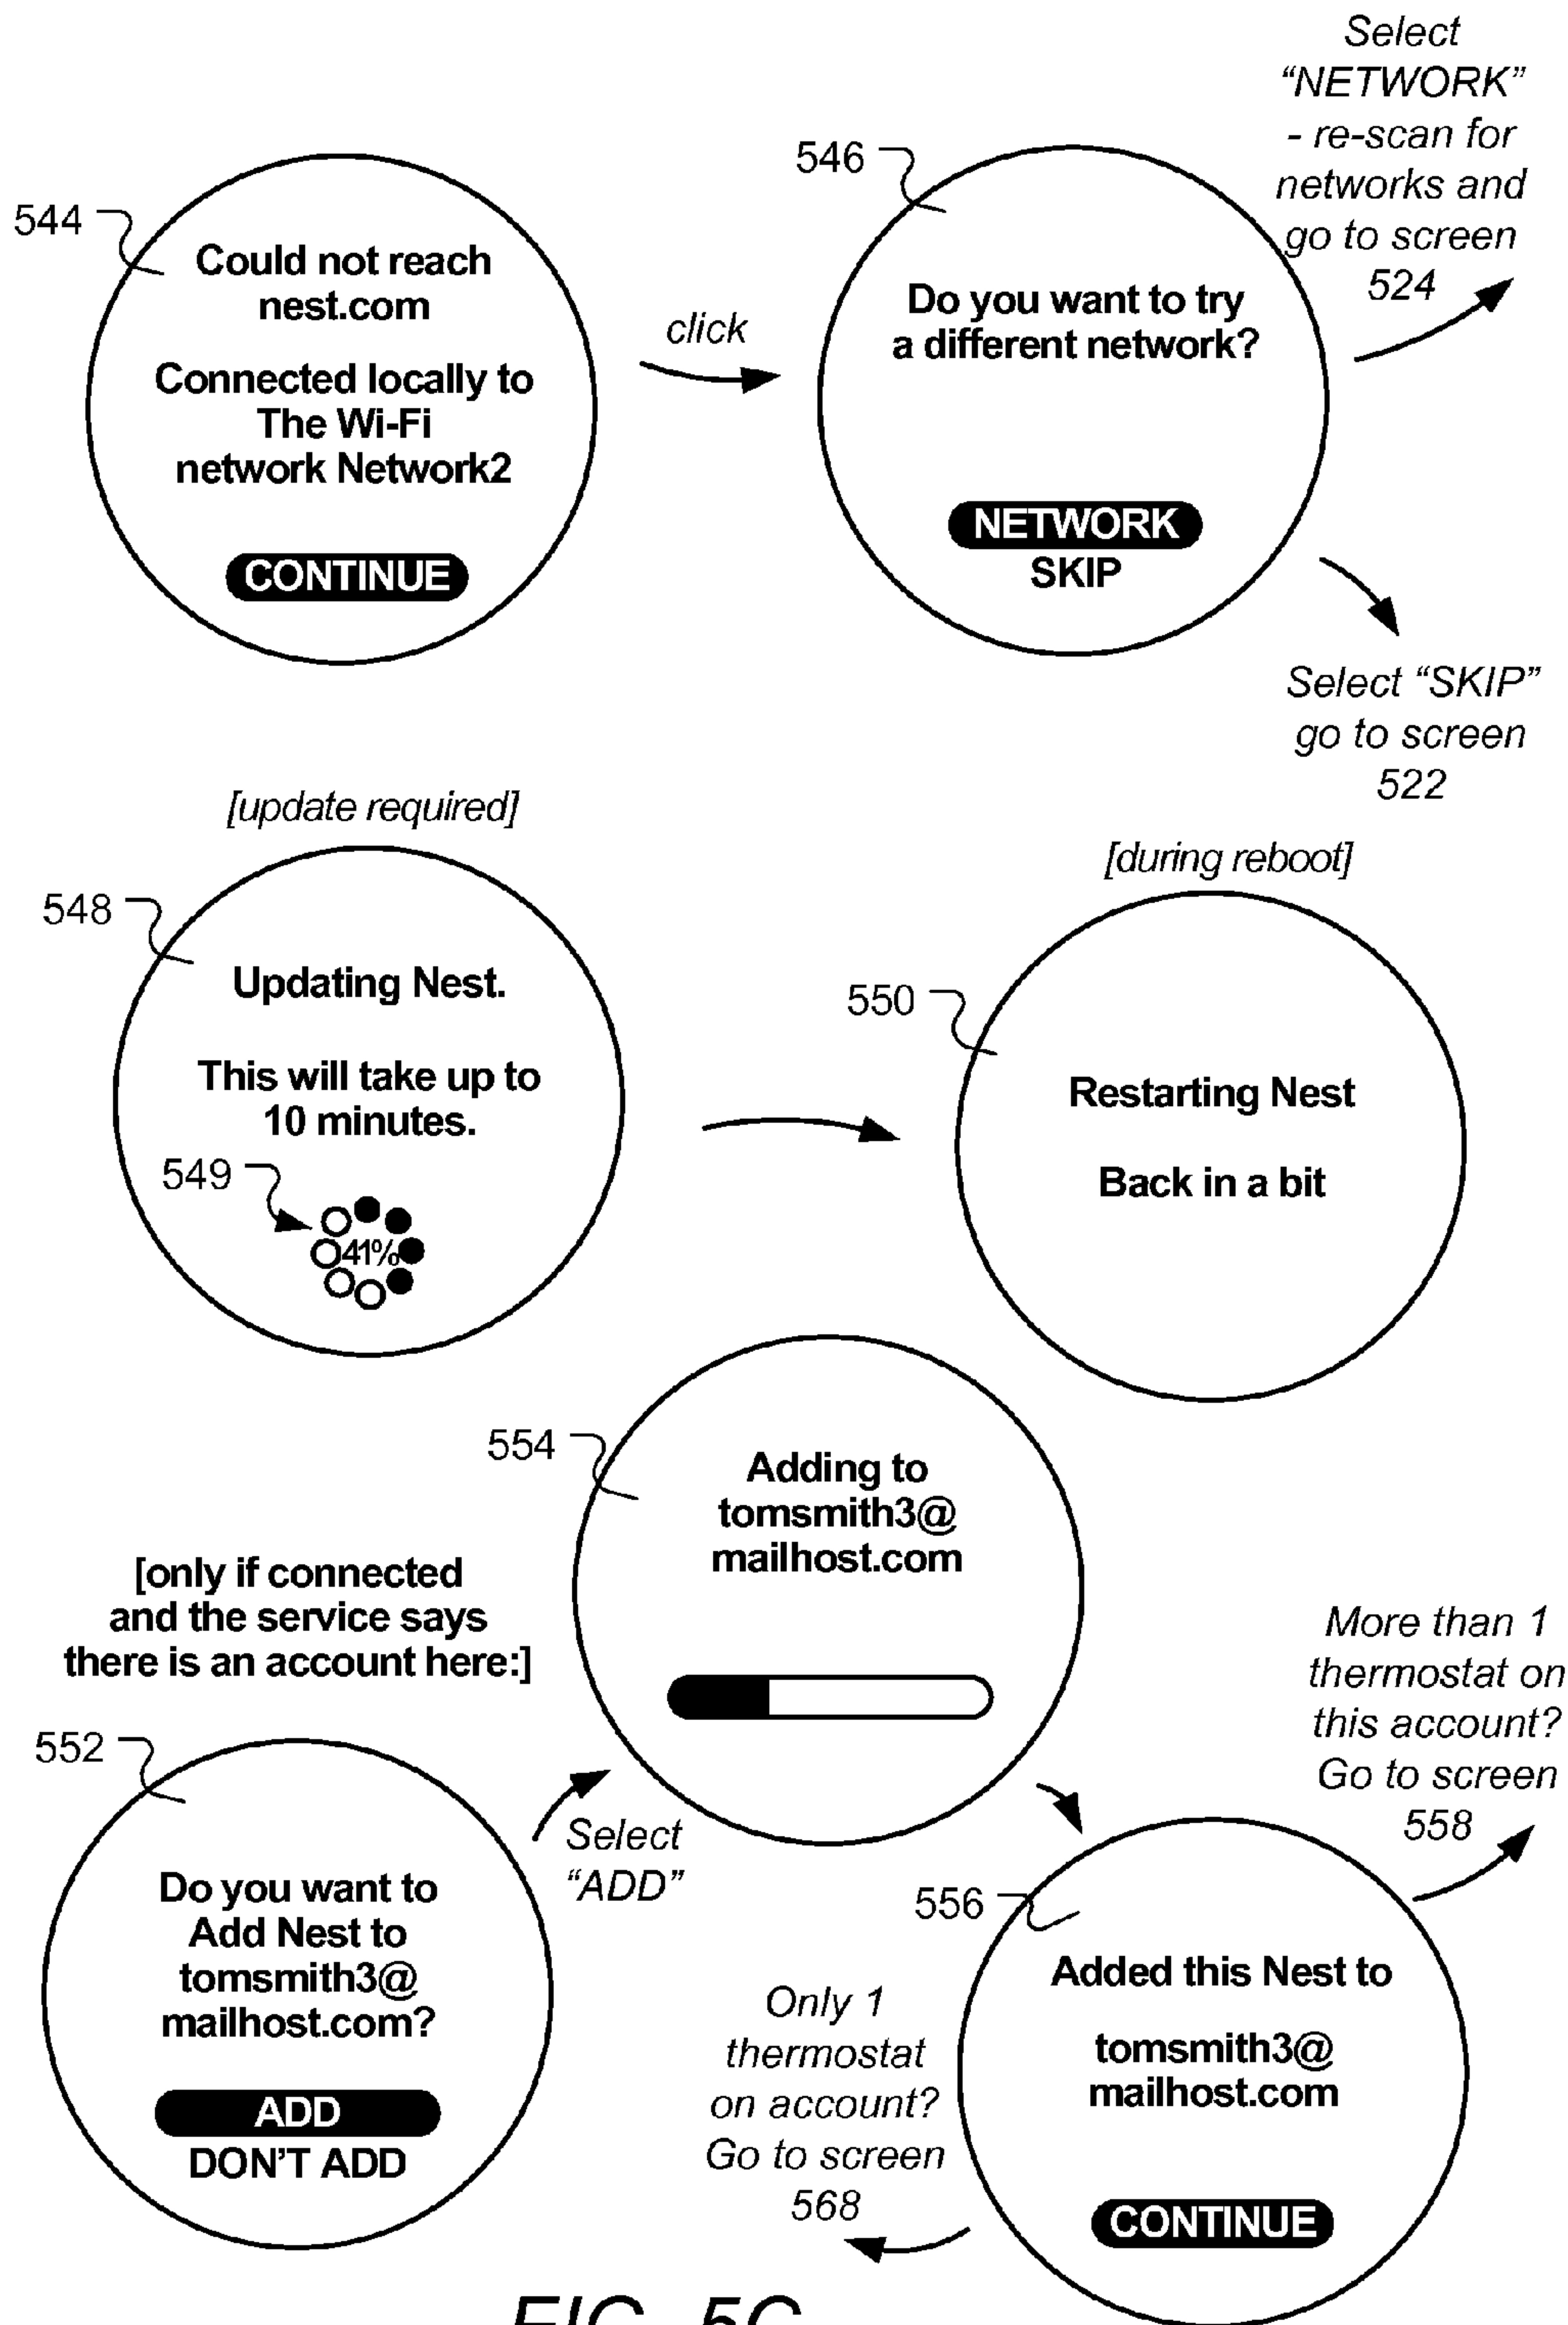 Select
“NETWORK”
- re-scan for
networks and
go to screen
524
544
Could not reach
nest.com
Connected locally to
The Wi-Fi
network Network2
CONTINUE
click
546
Do you want to try
a different network?
NETWORK
SKIP
Select “SKIP”
go to screen
522
[update required]
548
Updating Nest.
This will take up to
10 minutes.
549
41%
[during reboot]
550
Restarting Nest
Back in a bit
554
Adding to
tomsmith3@
mailhost.com
[only if connected
and the service says
there is an account here:]
552
Do you want to
Add Nest to
tomsmith3@
mailhost.com?
ADD
DON’T ADD
Select
“ADD”
More than 1
thermostat on
this account?
Go to screen
558
556
Added this Nest to
tomsmith3@
mailhost.com
CONTINUE
Only 1
thermostat
on account?
Go to screen
568
FIG. 5C